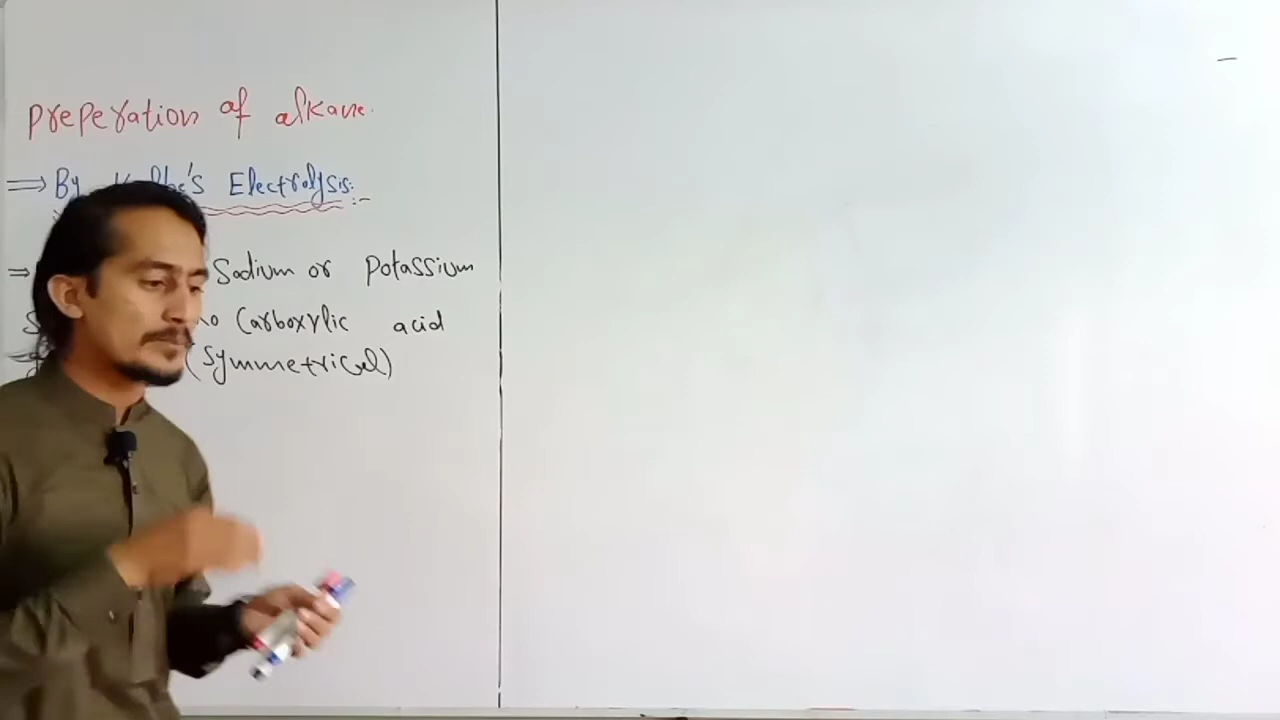 Preperation of alkane.
⇒ By Kolbe's Electrolysis:-
⇒ Sodium or Potassium
Carboxylic acid
(Symmetrical)